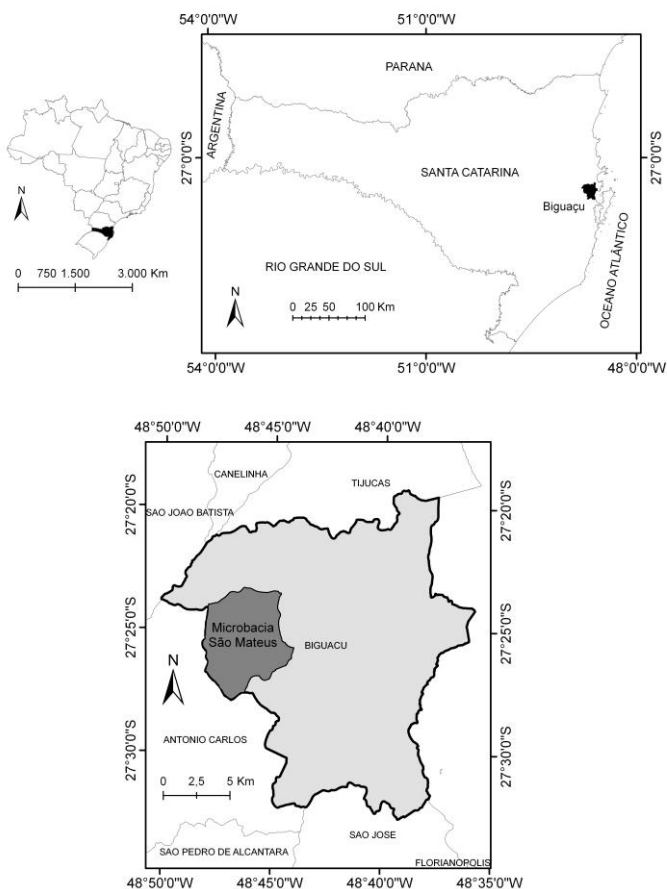 54°0'0"W
51°0'0"W
PARANA
ARGENTINA
27°0'0"S
SANTA CATARINA
27°0'0"S
Biguaçu
N
RIO GRANDE DO SUL
OCEANO ATLÂNTICO
0 750 1.500 3.000 Km
N
0 25 50 100 Km
54°0'0"W
51°0'0"W
48°0'0"W
48°50'0"W
48°45'0"W
48°40'0"W
CANELINHA
TIJUCAS
27°20'0"S
SAO JOAO BATISTA
27°20'0"S
Microbacia
São Mateus
BIGUACU
27°25'0"S
27°25'0"S
N
ANTONIO CARLOS
27°30'0"S
27°30'0"S
0 2,5 5 Km
SAO JOSE
SAO PEDRO DE ALCANTARA
FLORIANOPOLIS
48°50'0"W
48°45'0"W
48°40'0"W
48°35'0"W